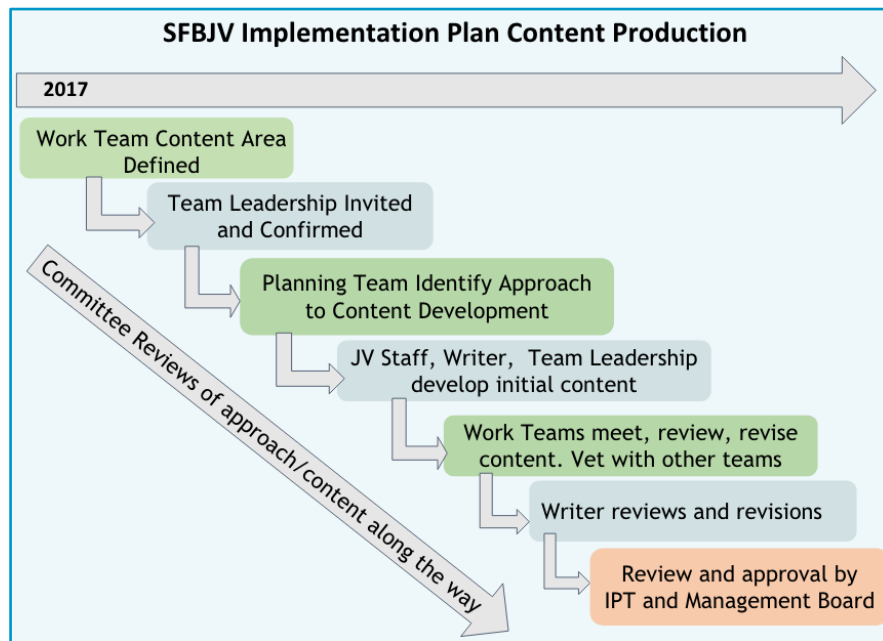 SFBJV Implementation Plan Content Production
2017
Work Team Content Area
Defined
Team Leadership Invited
and Confirmed
Planning Team Identify Approach
to Content Development
JV Staff, Writer, Team Leadership
develop initial content
Work Teams meet, review, revise
content. Vet with other teams
Writer reviews and revisions
Review and approval by
IPT and Management Board
Committee Reviews of approach/content along the way